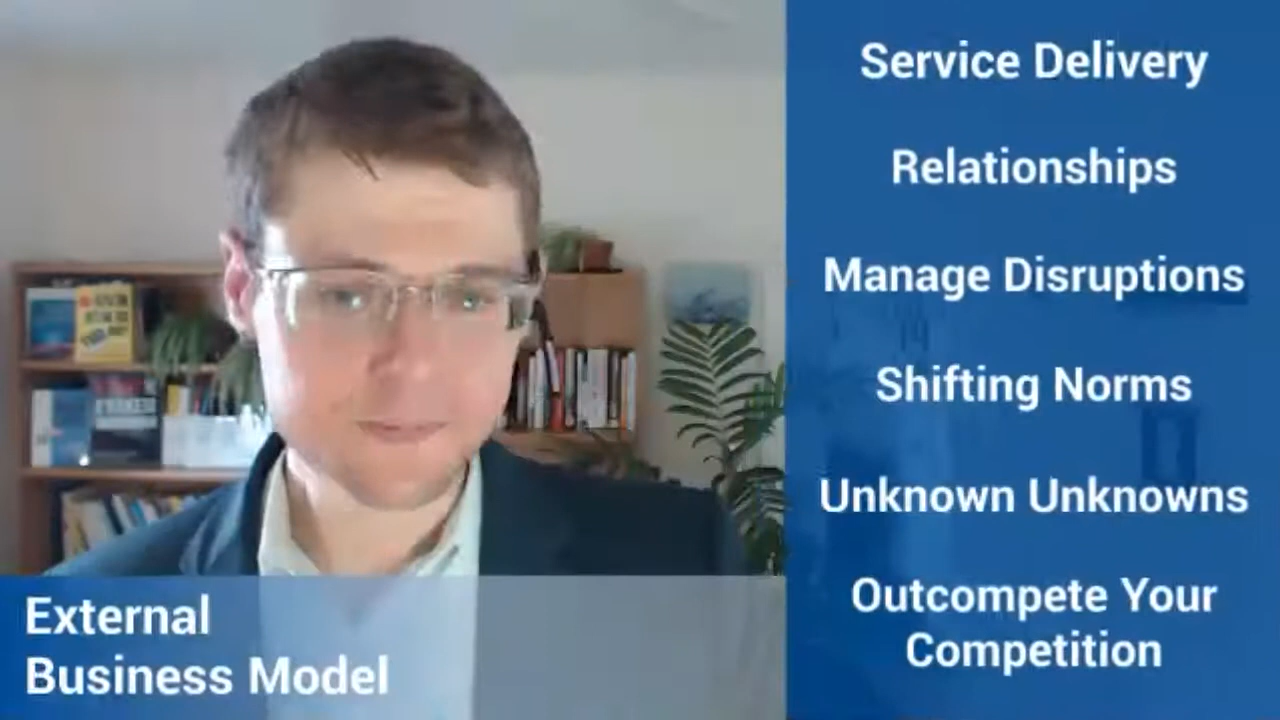 Service Delivery
Relationships
Manage Disruptions
Shifting Norms
Unknown Unknowns
Outcompete Your
Competition
External
Business Model